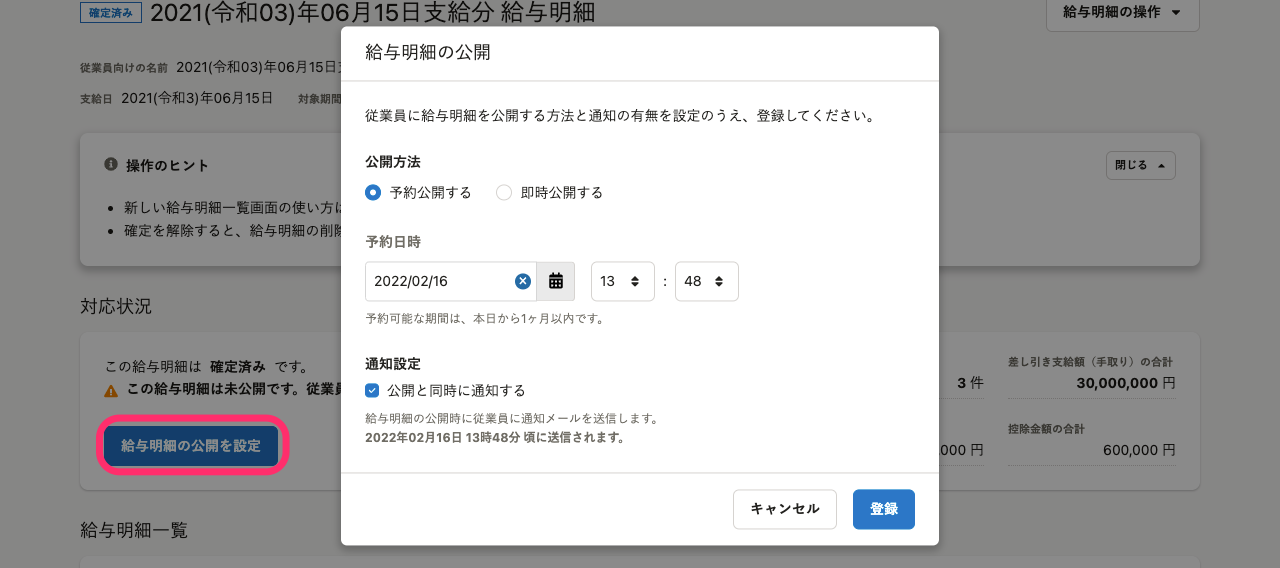 確定済み 2021(令和03)年06月15日支給分 給与明細
給与明細の操作
従業員向けの名前 2021(令和03)年06月15日
支給日 2021(令和3)年06月15日 対象期間
操作のヒント
閉じる
新しい給与明細一覧画面の使い方は
確定を解除すると、給与明細の削除
対応状況
この給与明細は 確定済み です。
この給与明細は未公開です。従業員
給与明細の公開を設定
3 件
差し引き支給額（手取り）の合計
30,000,000 円
,000 円
控除金額の合計
600,000 円
給与明細一覧
給与明細の公開
従業員に給与明細を公開する方法と通知の有無を設定のうえ、登録してください。
公開方法
予約公開する 即時公開する
予約日時
2022/02/16 13 : 48
予約可能な期間は、本日から1ヶ月以内です。
通知設定
公開と同時に通知する
給与明細の公開時に従業員に通知メールを送信します。
2022年02月16日 13時48分 頃に送信されます。
キャンセル 登録